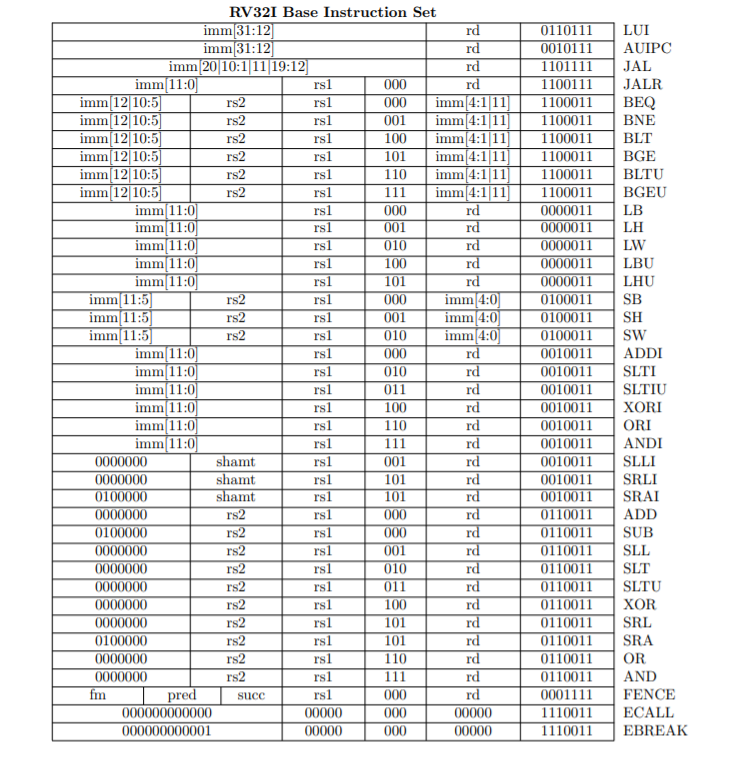 RV32I Base Instruction Set
imm[31:12] rd 0110111 LUI
imm[31:12] rd 0010111 AUIPC
imm[20|10:1|11|19:12] rd 1101111 JAL
imm[11:0] rs1 000 rd 1100111 JALR
imm[12|10:5] rs2 rs1 000 imm[4:1|11] 1100011 BEQ
imm[12|10:5] rs2 rs1 001 imm[4:1|11] 1100011 BNE
imm[12|10:5] rs2 rs1 100 imm[4:1|11] 1100011 BLT
imm[12|10:5] rs2 rs1 101 imm[4:1|11] 1100011 BGE
imm[12|10:5] rs2 rs1 110 imm[4:1|11] 1100011 BLTU
imm[12|10:5] rs2 rs1 111 imm[4:1|11] 1100011 BGEU
imm[11:0] rs1 000 rd 0000011 LB
imm[11:0] rs1 001 rd 0000011 LH
imm[11:0] rs1 010 rd 0000011 LW
imm[11:0] rs1 100 rd 0000011 LBU
imm[11:0] rs1 101 rd 0000011 LHU
imm[11:5] rs2 rs1 000 imm[4:0] 0100011 SB
imm[11:5] rs2 rs1 001 imm[4:0] 0100011 SH
imm[11:5] rs2 rs1 010 imm[4:0] 0100011 SW
imm[11:0] rs1 000 rd 0010011 ADDI
imm[11:0] rs1 010 rd 0010011 SLTI
imm[11:0] rs1 011 rd 0010011 SLTIU
imm[11:0] rs1 100 rd 0010011 XORI
imm[11:0] rs1 110 rd 0010011 ORI
imm[11:0] rs1 111 rd 0010011 ANDI
0000000 shamt rs1 001 rd 0010011 SLLI
0000000 shamt rs1 101 rd 0010011 SRLI
0100000 shamt rs1 101 rd 0010011 SRAI
0000000 rs2 rs1 000 rd 0110011 ADD
0100000 rs2 rs1 000 rd 0110011 SUB
0000000 rs2 rs1 001 rd 0110011 SLL
0000000 rs2 rs1 010 rd 0110011 SLT
0000000 rs2 rs1 011 rd 0110011 SLTU
0000000 rs2 rs1 100 rd 0110011 XOR
0000000 rs2 rs1 101 rd 0110011 SRL
0100000 rs2 rs1 101 rd 0110011 SRA
0000000 rs2 rs1 110 rd 0110011 OR
0000000 rs2 rs1 111 rd 0110011 AND
fm pred succ rs1 000 rd 0001111 FENCE
000000000000 00000 000 00000 1110011 ECALL
000000000001 00000 000 00000 1110011 EBREAK